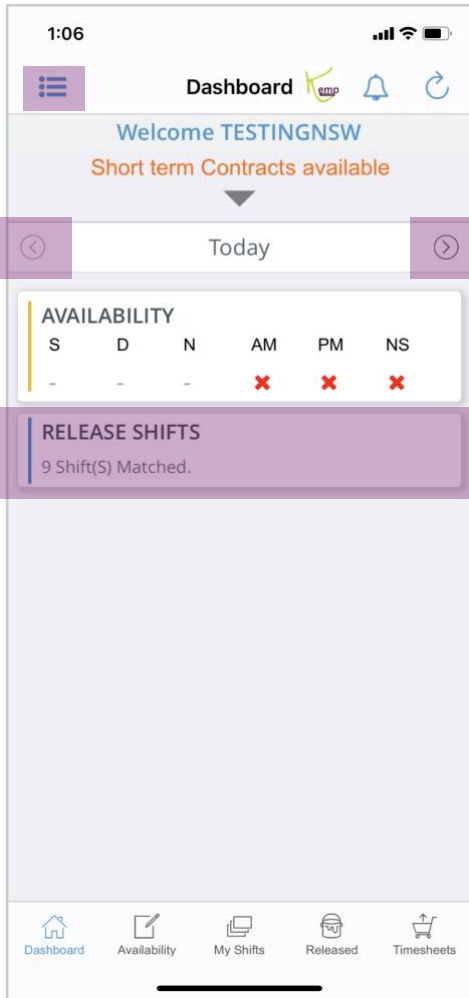 1:06
Dashboard Kemp
Welcome TESTINGNSW
Short term Contracts available
Today
AVAILABILITY
S D N AM PM NS
- - -
RELEASE SHIFTS
9 Shift(S) Matched.
Dashboard Availability My Shifts Released Timesheets